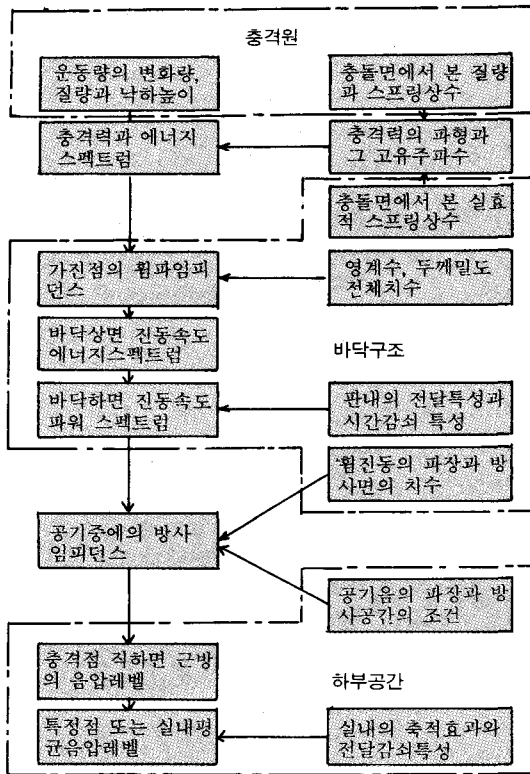 충격원
운동량의 변화량,
질량과 낙하높이
충돌면에서 본 질량
과 스프링상수
충격력과 에너지
스펙트럼
충격력의 파형과
그 고유주파수
충돌면에서 본 실효
적 스프링상수
가진점의 휨파임피
던스
영계수, 두께밀도
전체치수
바닥상면 진동속도
에너지스펙트럼
바닥구조
바닥하면 진동속도
파워 스펙트럼
판내의 전달특성과
시간감쇠 특성
휨진동의 파장과 방
사면의 치수
공기중에의 방사
임피던스
공기음의 파장과 방
사공간의 조건
충격점 직하면 근방
의 음압레벨
하부공간
특정점 또는 실내평
균음압레벨
실내의 축적효과와
전달감쇠특성